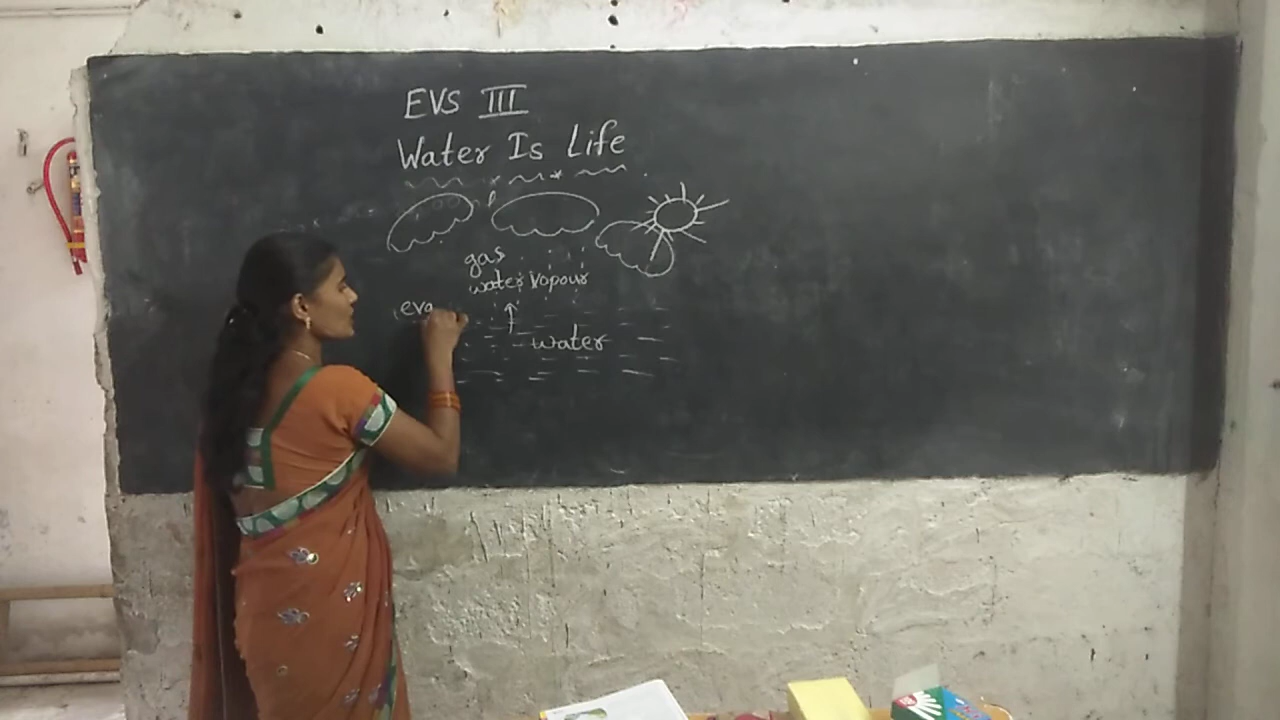 EVS III
Water Is Life
gas
water Vapour
eva
water